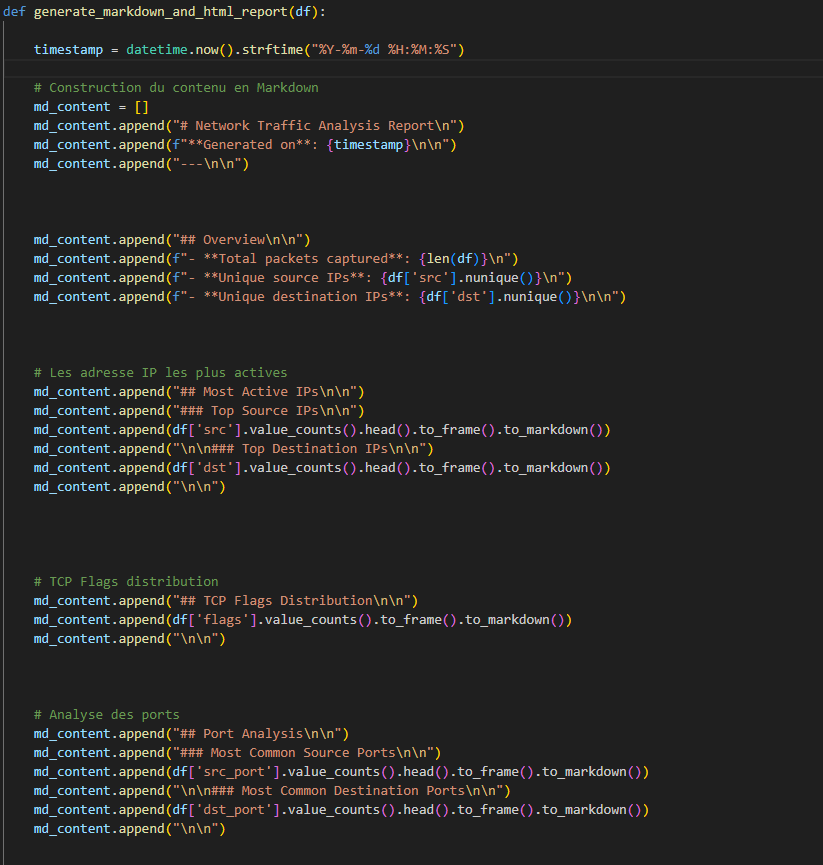 def generate_markdown_and_html_report(df):
    timestamp = datetime.now().strftime("%Y-%m-%d %H:%M:%S")
    # Construction du contenu en Markdown
    md_content = []
    md_content.append("# Network Traffic Analysis Report\n")
    md_content.append(f"**Generated on**: {timestamp}\n\n")
    md_content.append("---\n\n")
    md_content.append("## Overview\n\n")
    md_content.append(f"- **Total packets captured**: {len(df)}\n")
    md_content.append(f"- **Unique source IPs**: {df['src'].nunique()}\n")
    md_content.append(f"- **Unique destination IPs**: {df['dst'].nunique()}\n\n")
    # Les adresse IP les plus actives
    md_content.append("## Most Active IPs\n\n")
    md_content.append("### Top Source IPs\n\n")
    md_content.append(df['src'].value_counts().head().to_frame().to_markdown())
    md_content.append("\n\n### Top Destination IPs\n\n")
    md_content.append(df['dst'].value_counts().head().to_frame().to_markdown())
    md_content.append("\n\n")
    # TCP Flags distribution
    md_content.append("## TCP Flags Distribution\n\n")
    md_content.append(df['flags'].value_counts().to_frame().to_markdown())
    md_content.append("\n\n")
    # Analyse des ports
    md_content.append("## Port Analysis\n\n")
    md_content.append("### Most Common Source Ports\n\n")
    md_content.append(df['src_port'].value_counts().head().to_frame().to_markdown())
    md_content.append("\n\n### Most Common Destination Ports\n\n")
    md_content.append(df['dst_port'].value_counts().head().to_frame().to_markdown())
    md_content.append("\n\n")